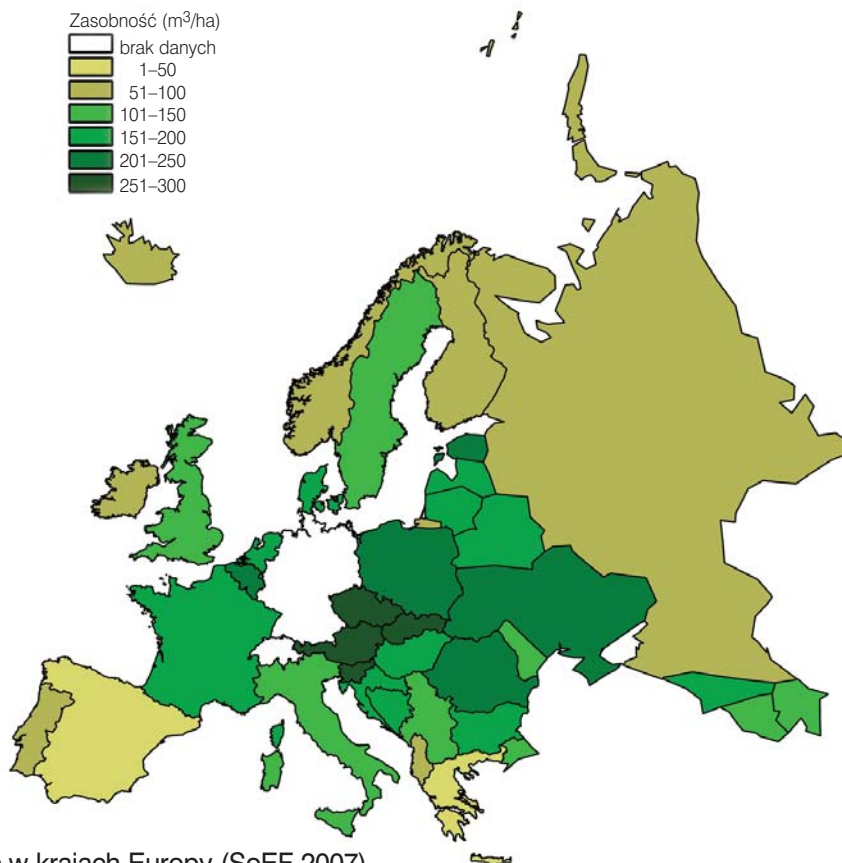 Zasobność (m³/ha)
brak danych
1–50
51–100
101–150
151–200
201–250
251–300
w krajach Europy (SoEF 2007)